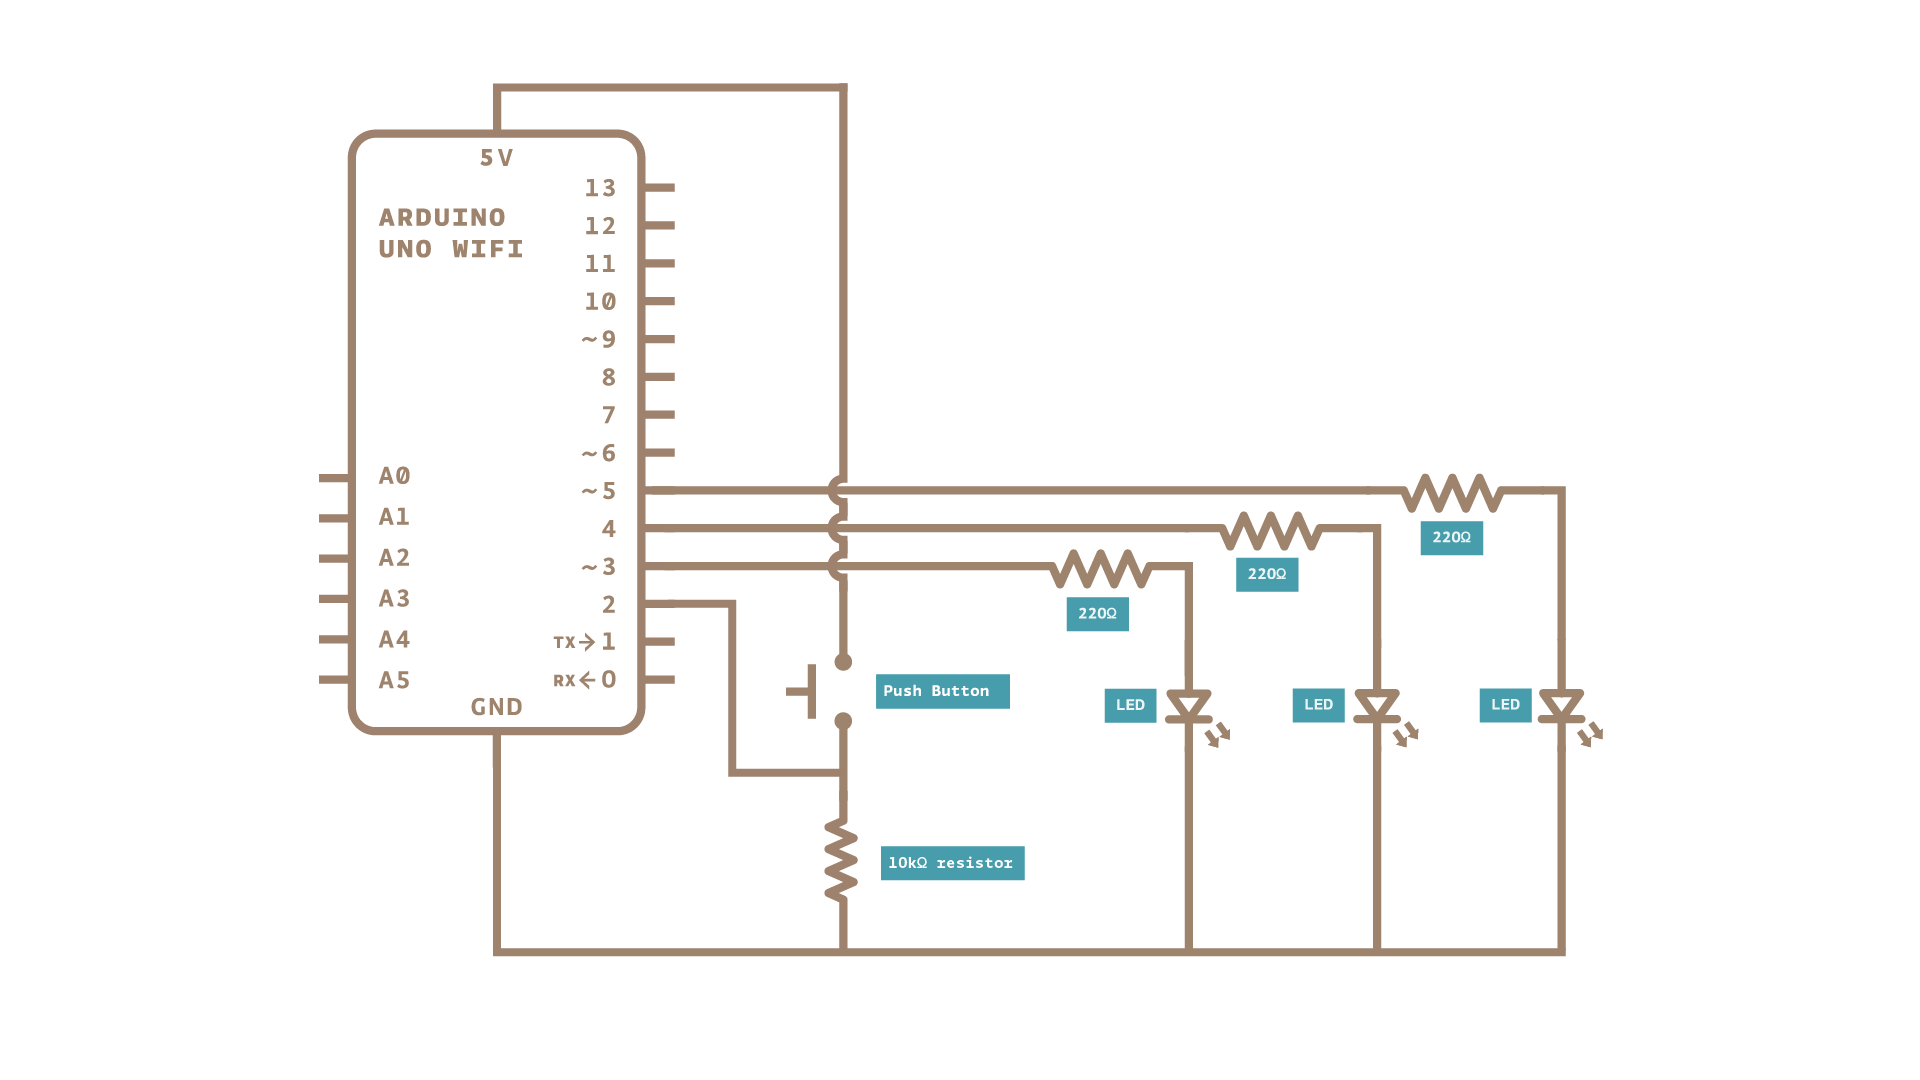 5V
ARDUINO
UNO WIFI
13
12
11
10
~9
8
7
~6
~5
4
~3
2
TX→1
RX←0
A0
A1
A2
A3
A4
A5
GND
220Ω
220Ω
220Ω
Push Button
LED
LED
LED
10kΩ resistor